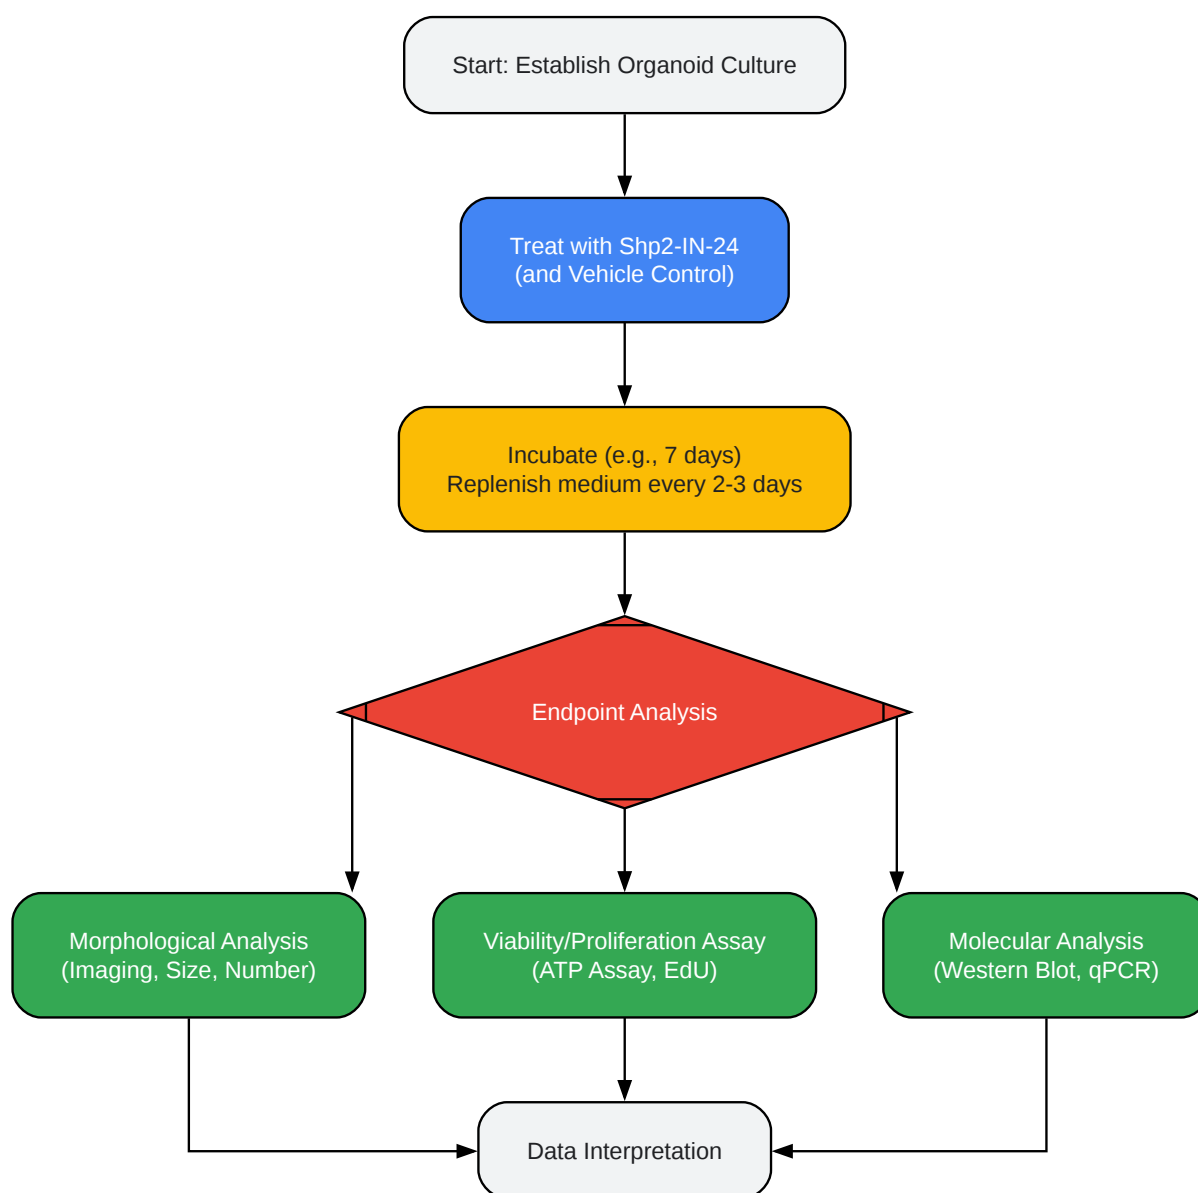 Start: Establish Organoid Culture
Treat with Shp2-IN-24
(and Vehicle Control)
Incubate (e.g., 7 days)
Replenish medium every 2-3 days
Endpoint Analysis
Morphological Analysis
(Imaging, Size, Number)
Viability/Proliferation Assay
(ATP Assay, EdU)
Molecular Analysis
(Western Blot, qPCR)
Data Interpretation